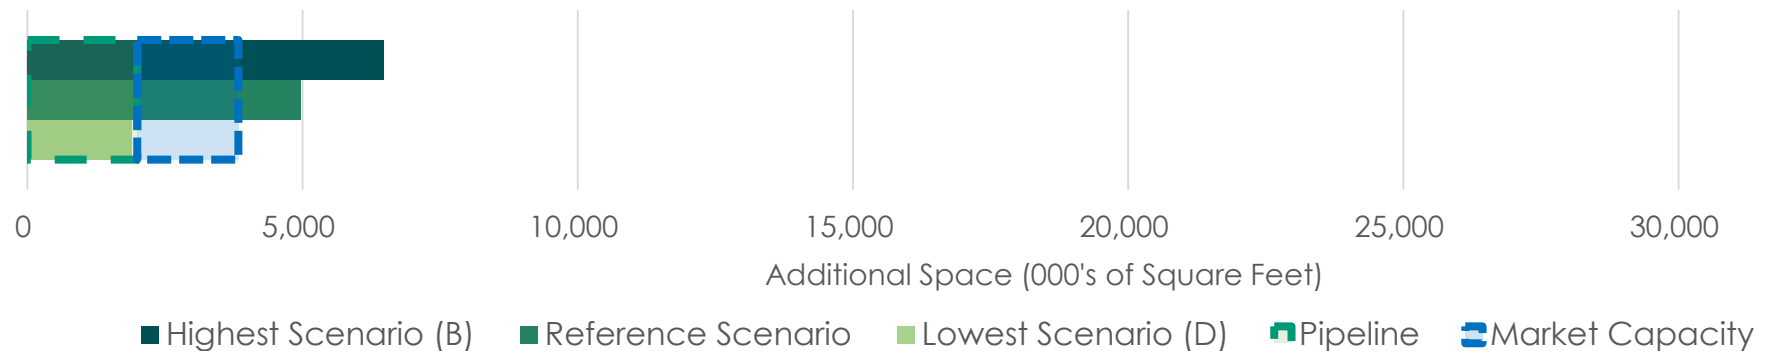 0 5,000 10,000 15,000 20,000 25,000 30,000
Additional Space (000's of Square Feet)
Highest Scenario (B) Reference Scenario Lowest Scenario (D) Pipeline Market Capacity